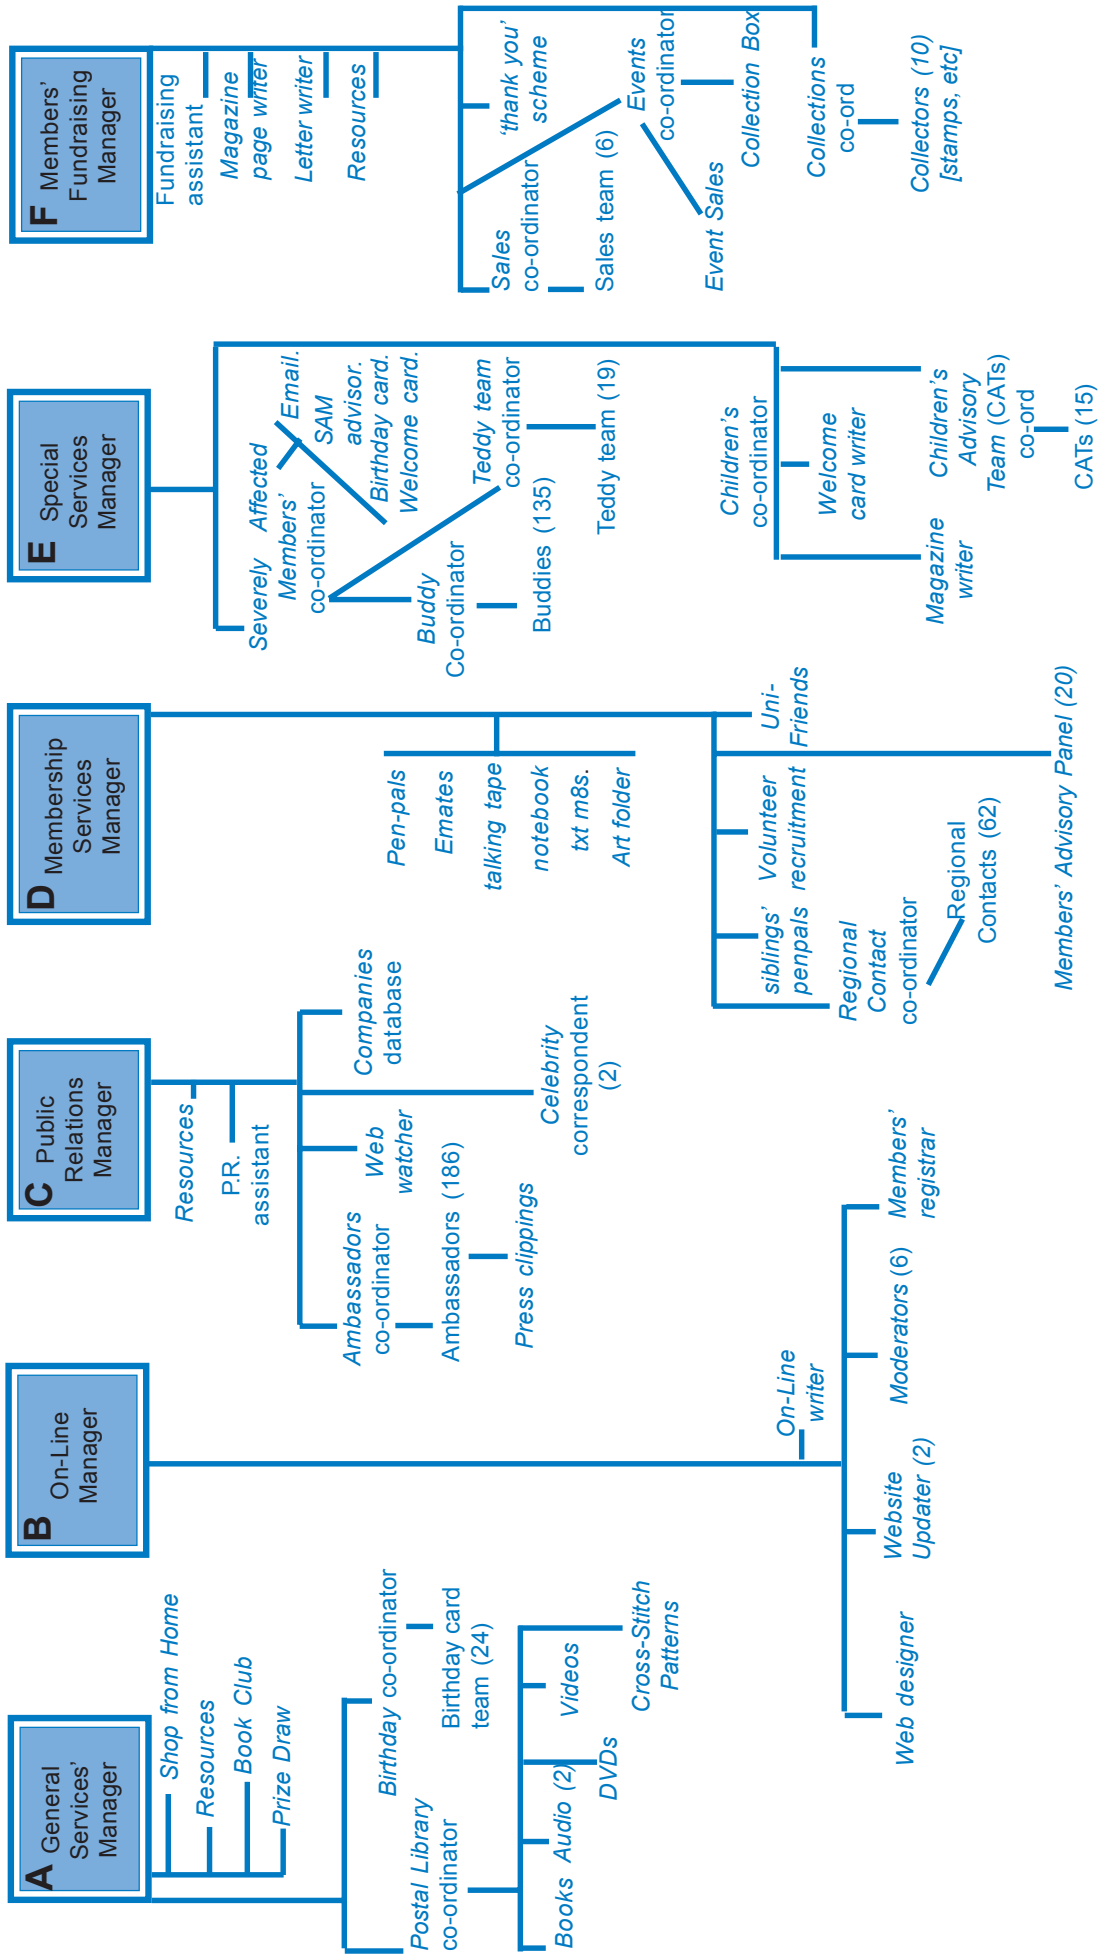 A General
Services'
Manager
Shop from Home
Resources
Book Club
Prize Draw
Postal Library
co-ordinator
Birthday co-ordinator
Birthday card
team (24)
Books
Audio (2)
DVDs
Videos
Cross-Stitch
Patterns
B On-Line
Manager
On-Line
writer
Web designer
Website
Updater (2)
Moderators (6)
Members'
registrar
C Public
Relations
Manager
Resources
P.R.
assistant
Ambassadors
co-ordinator
Ambassadors (186)
Press clippings
Web
watcher
Celebrity
correspondent
(2)
Companies
database
D Membership
Services
Manager
Pen-pals
Emates
talking tape
notebook
txt m8s.
Art folder
siblings'
penpals
Volunteer
recruitment
Uni-
Friends
Regional
Contact
co-ordinator
Regional
Contacts (62)
Members' Advisory Panel (20)
E Special
Services
Manager
Severely Affected
Members'
co-ordinator
Email.
SAM
advisor.
Birthday card.
Welcome card.
Buddy
Co-ordinator
Buddies (135)
Teddy team
co-ordinator
Teddy team (19)
Children's
co-ordinator
Magazine
writer
Welcome
card writer
Children's
Advisory
Team (CATs)
co-ord
CATs (15)
F Members'
Fundraising
Manager
Fundraising
assistant
Magazine
page writer
Letter writer
Resources
Sales
co-ordinator
Sales team (6)
'thank you'
scheme
Events
co-ordinator
Event Sales
Collection Box
Collections
co-ord
Collectors (10)
[stamps, etc]